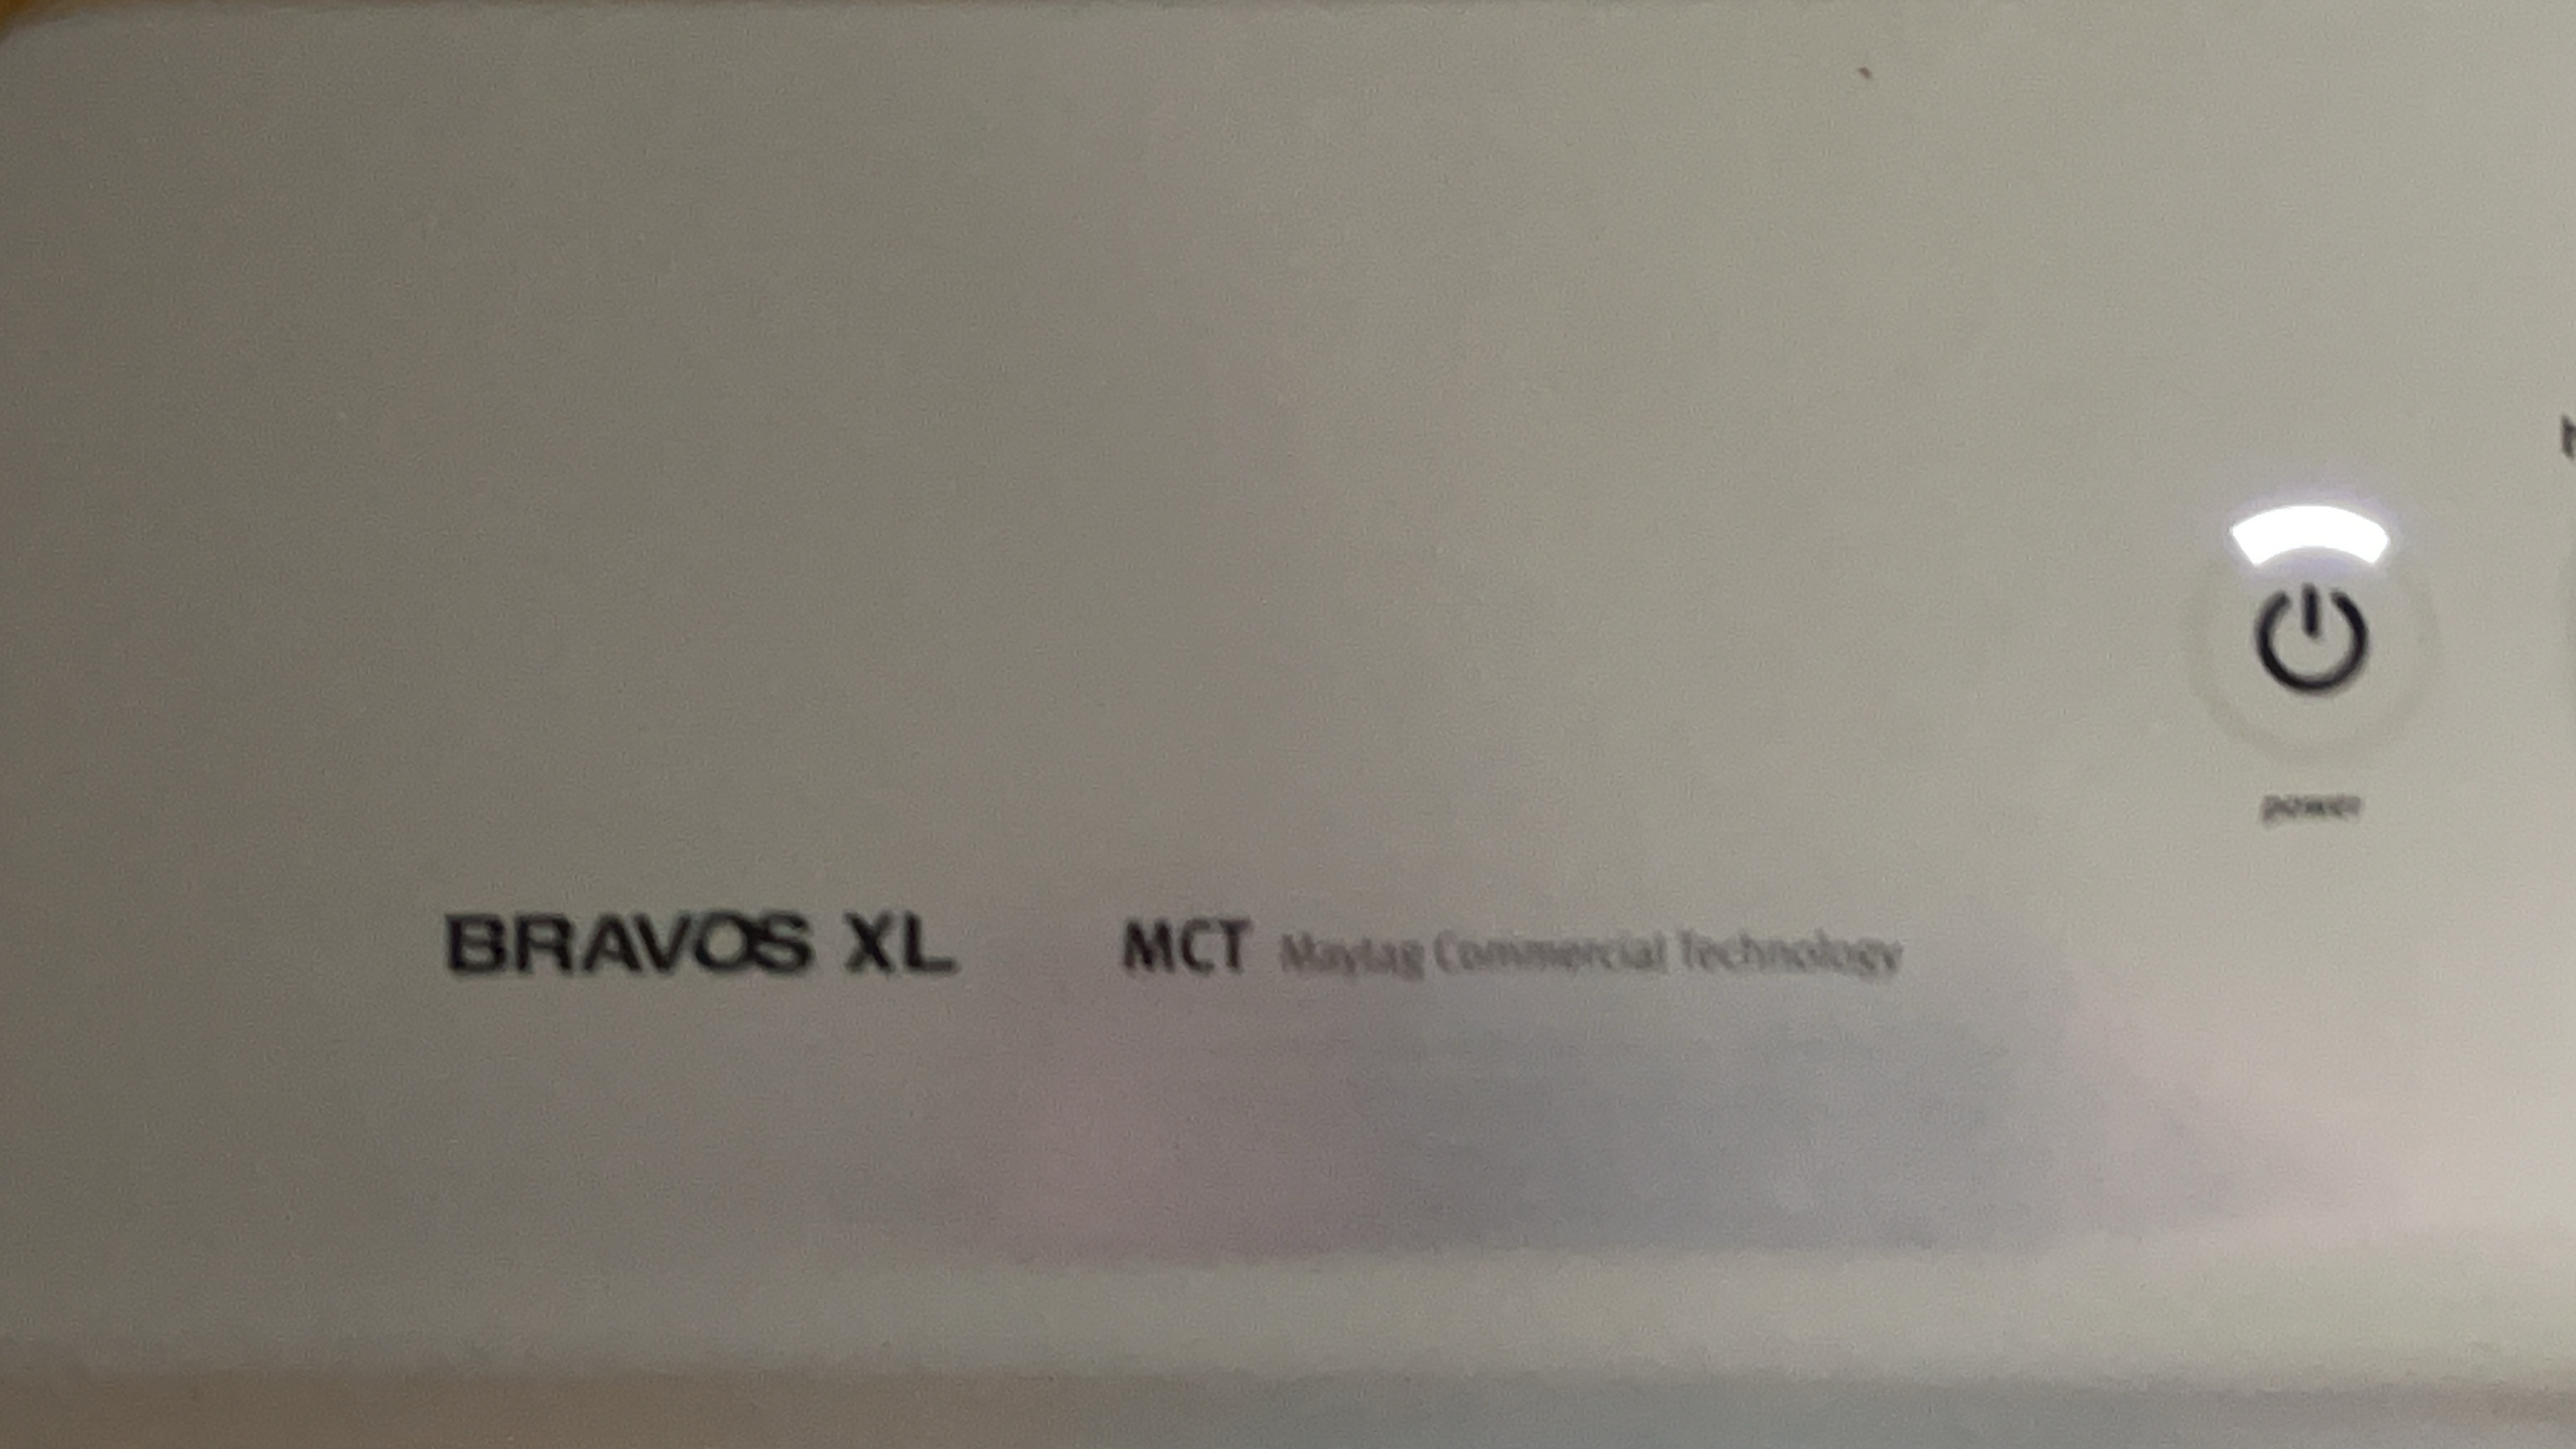 power
BRAVOS XL MCT Maytag Commercial Technology